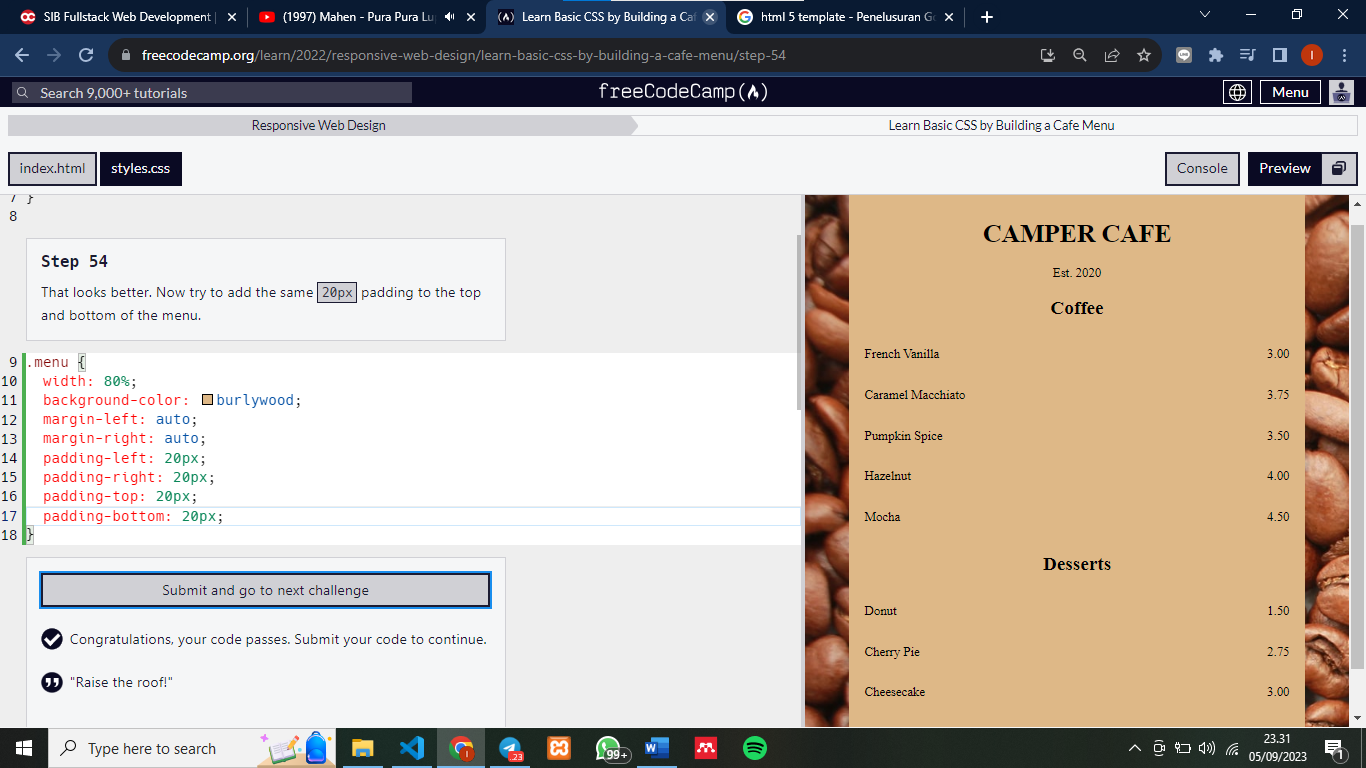 SIB Fullstack Web Development |
(1997) Mahen - Pura Pura Lu
Learn Basic CSS by Building a Caf
html 5 template - Penelusuran Go
freecodecamp.org/learn/2022/responsive-web-design/learn-basic-css-by-building-a-cafe-menu/step-54
I
Search 9,000+ tutorials
freeCodeCamp
Menu
Responsive Web Design
Learn Basic CSS by Building a Cafe Menu
index.html
styles.css
Console
Preview
7 }
8
Step 54
That looks better. Now try to add the same 20px padding to the top
and bottom of the menu.
9 .menu {
10 width: 80%;
11 background-color: burlywood;
12 margin-left: auto;
13 margin-right: auto;
14 padding-left: 20px;
15 padding-right: 20px;
16 padding-top: 20px;
17 padding-bottom: 20px;
18 }
Submit and go to next challenge
Congratulations, your code passes. Submit your code to continue.
"Raise the roof!"
CAMPER CAFE
Est. 2020
Coffee
French Vanilla 3.00
Caramel Macchiato 3.75
Pumpkin Spice 3.50
Hazelnut 4.00
Mocha 4.50
Desserts
Donut 1.50
Cherry Pie 2.75
Cheesecake 3.00
Type here to search
I
23
99+
23.31
05/09/2023
1